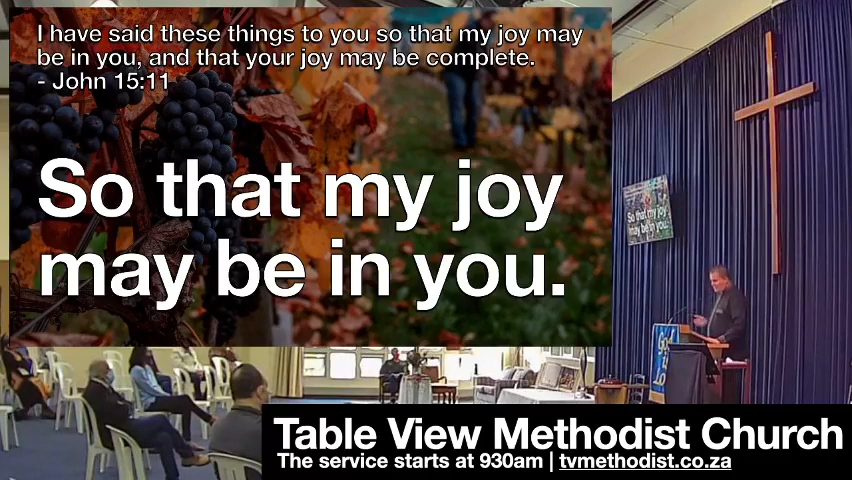 I have said these things to you so that my joy may
be in you, and that your joy may be complete.
- John 15:11
So that my joy
may be in you.
So that my joy
may be in you.
Table View Methodist Church
The service starts at 930am | tvmethodist.co.za